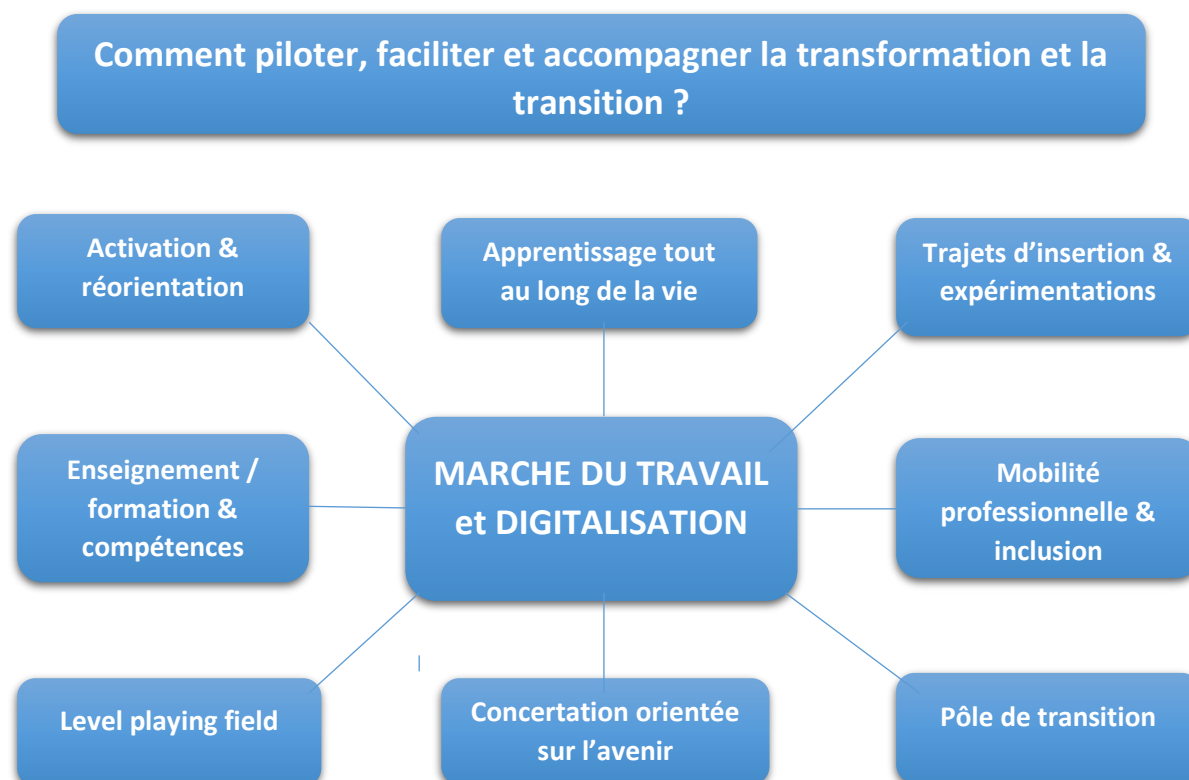 Comment piloter, faciliter et accompagner la transformation et la
transition ?
Activation &
réorientation
Apprentissage tout
au long de la vie
Trajets d’insertion &
expérimentations
Enseignement /
formation &
compétences
MARCHE DU TRAVAIL
et DIGITALISATION
Mobilité
professionnelle &
inclusion
Level playing field
Concertation orientée
sur l’avenir
Pôle de transition